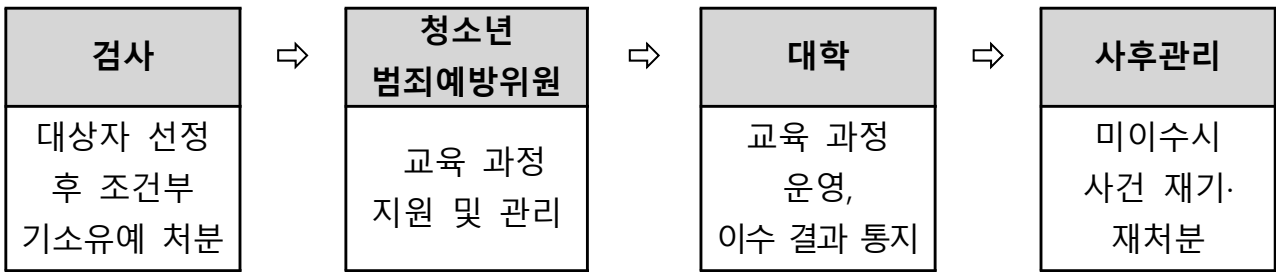 검사
⇨
청소년
범죄예방위원
⇨
대학
⇨
사후관리
대상자 선정
후 조건부
기소유예 처분
교육 과정
지원 및 관리
교육 과정
운영,
이수 결과 통지
미이수시
사건 재기·
재처분